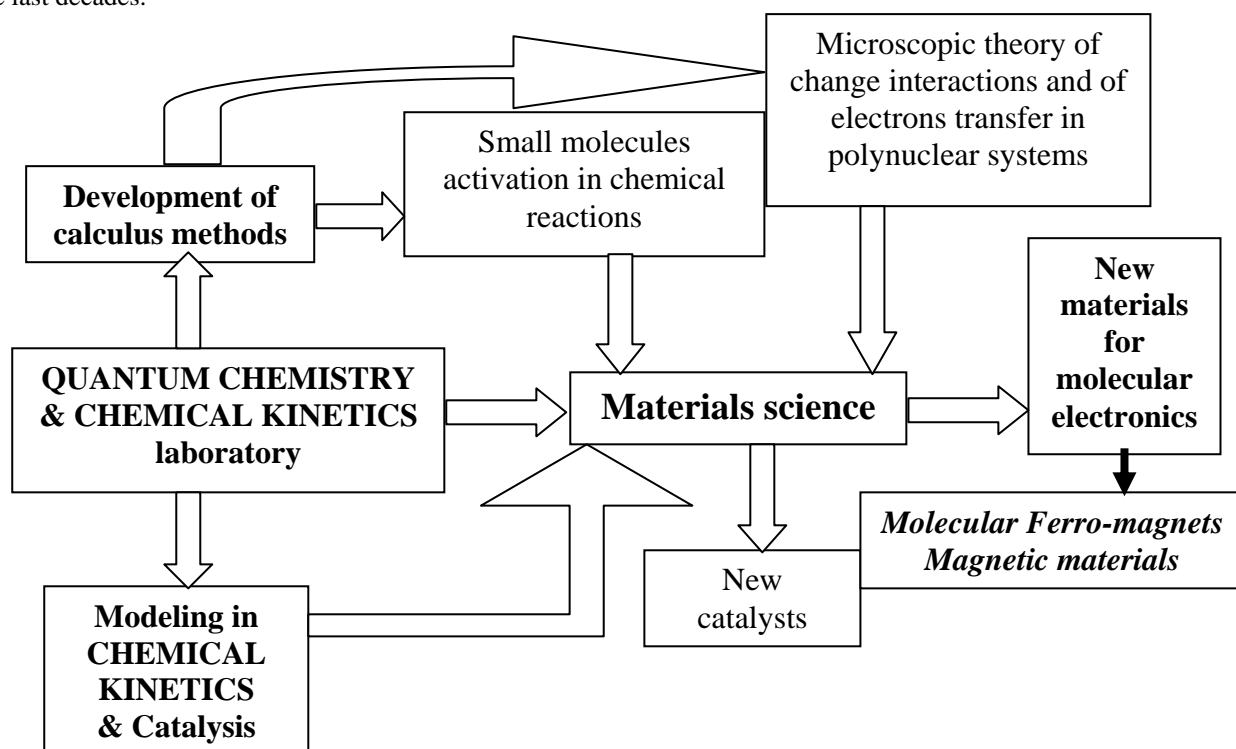 e last decades.
Microscopic theory of
change interactions and of
electrons transfer in
polynuclear systems
Small molecules
activation in chemical
reactions
Development of
calculus methods
New
materials
for
molecular
electronics
QUANTUM CHEMISTRY
& CHEMICAL KINETICS
laboratory
Materials science
Molecular Ferro-magnets
Magnetic materials
New
catalysts
Modeling in
CHEMICAL
KINETICS
& Catalysis